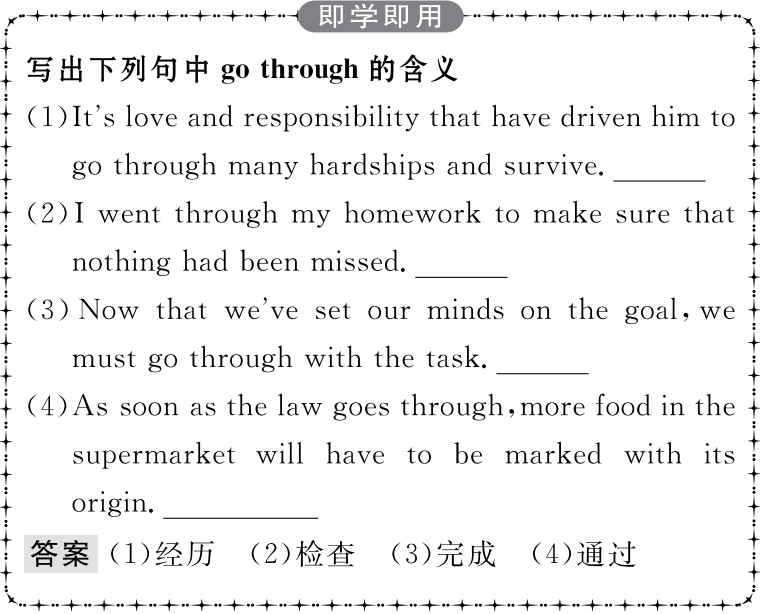 即学即用
写出下列句中 go through 的含义
(1)It's love and responsibility that have driven him to
go through many hardships and survive. ______
(2)I went through my homework to make sure that
nothing had been missed. ______
(3)Now that we've set our minds on the goal, we
must go through with the task. ______
(4)As soon as the law goes through, more food in the
supermarket will have to be marked with its
origin. __________
答案 (1)经历 (2)检查 (3)完成 (4)通过